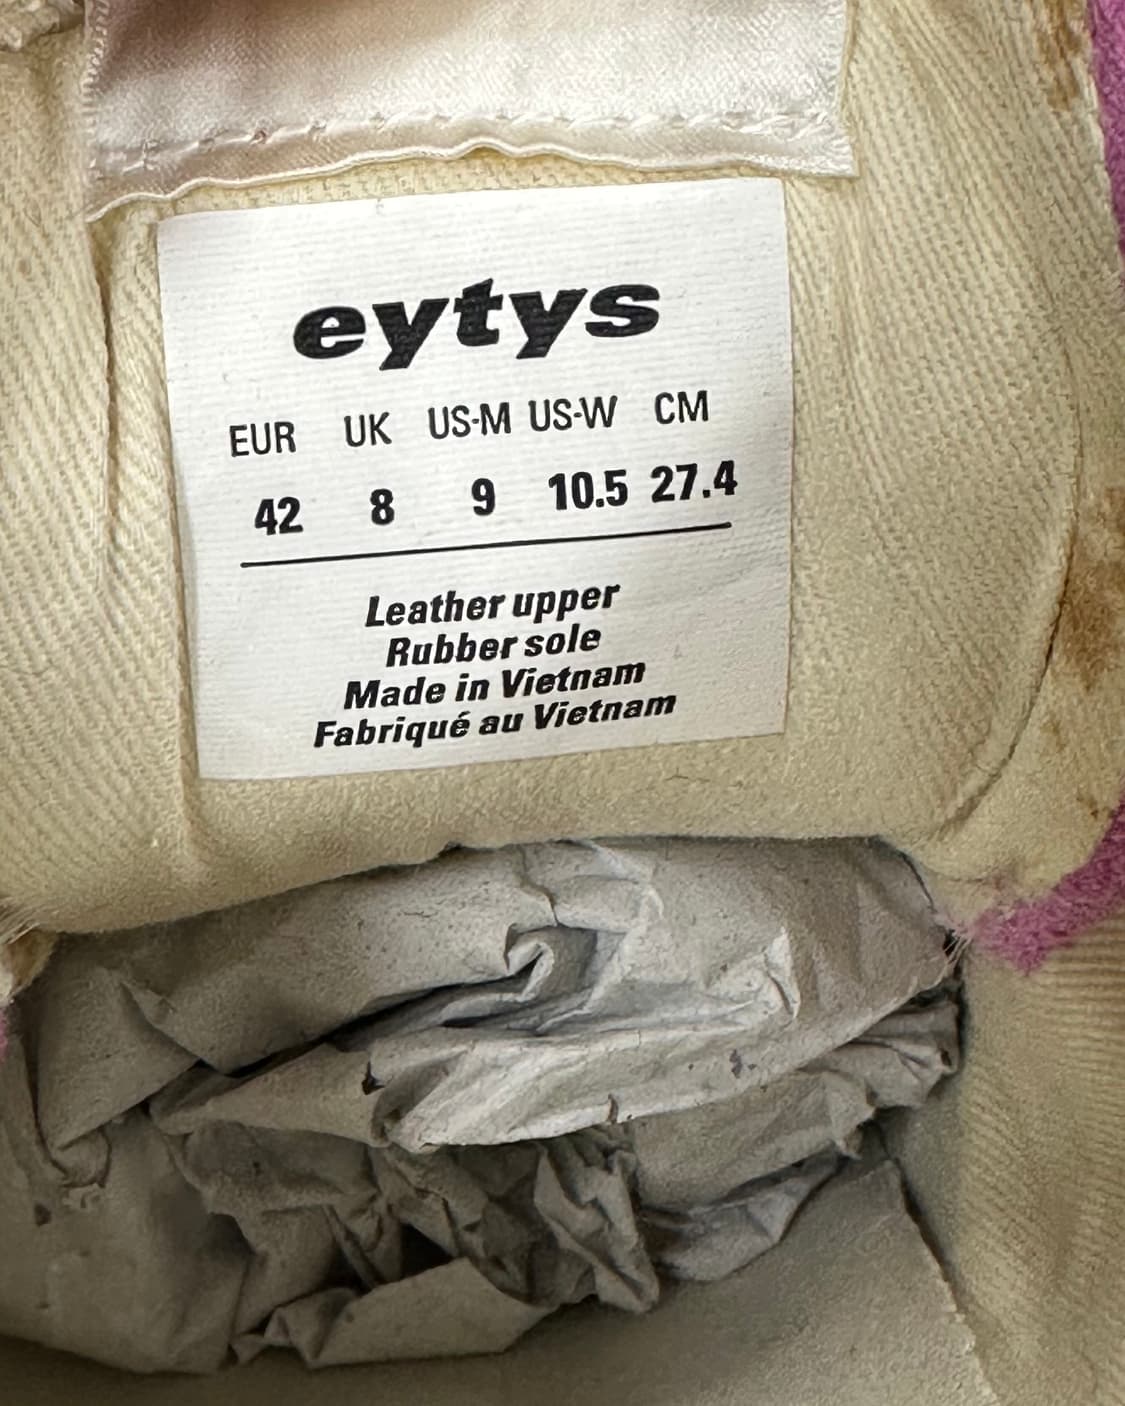 eytys
EUR UK US-M US-W CM
42 8 9 10.5 27.4
Leather upper
Rubber sole
Made in Vietnam
Fabriqué au Vietnam